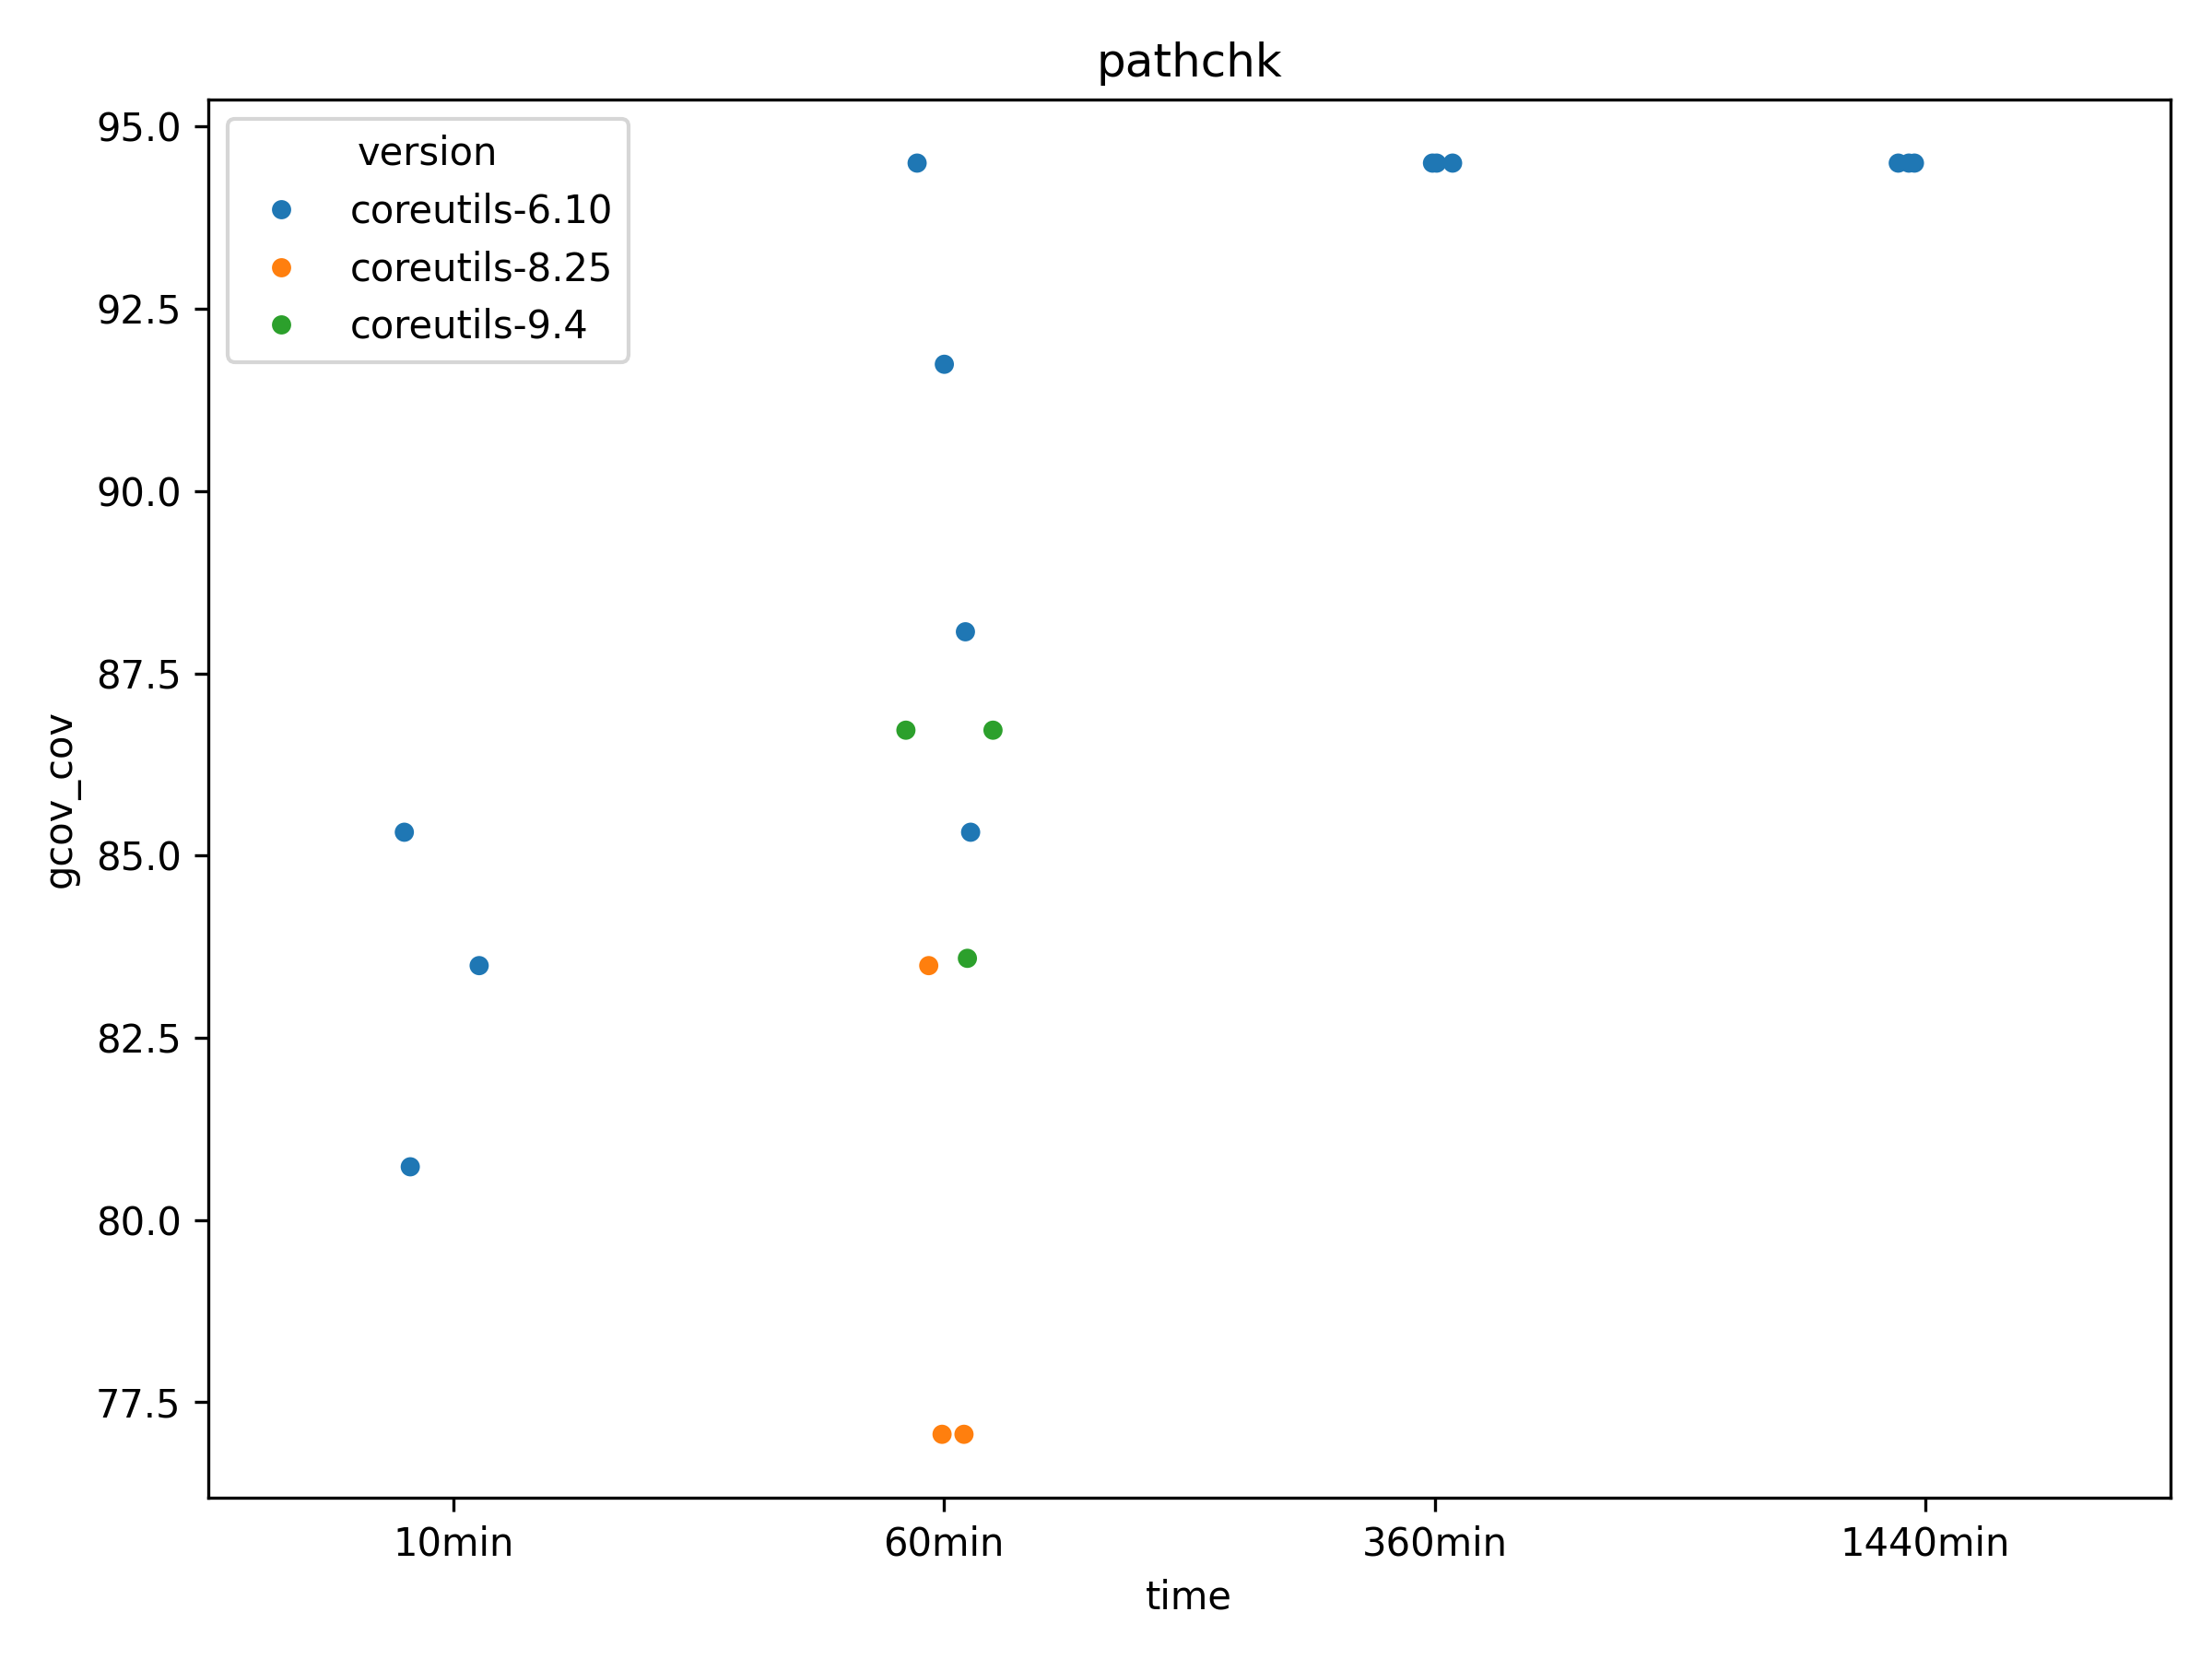 pathchk
version
coreutils-6.10
coreutils-8.25
coreutils-9.4
gcov_cov
95.0
92.5
90.0
87.5
85.0
82.5
80.0
77.5
10min 60min 360min 1440min
time